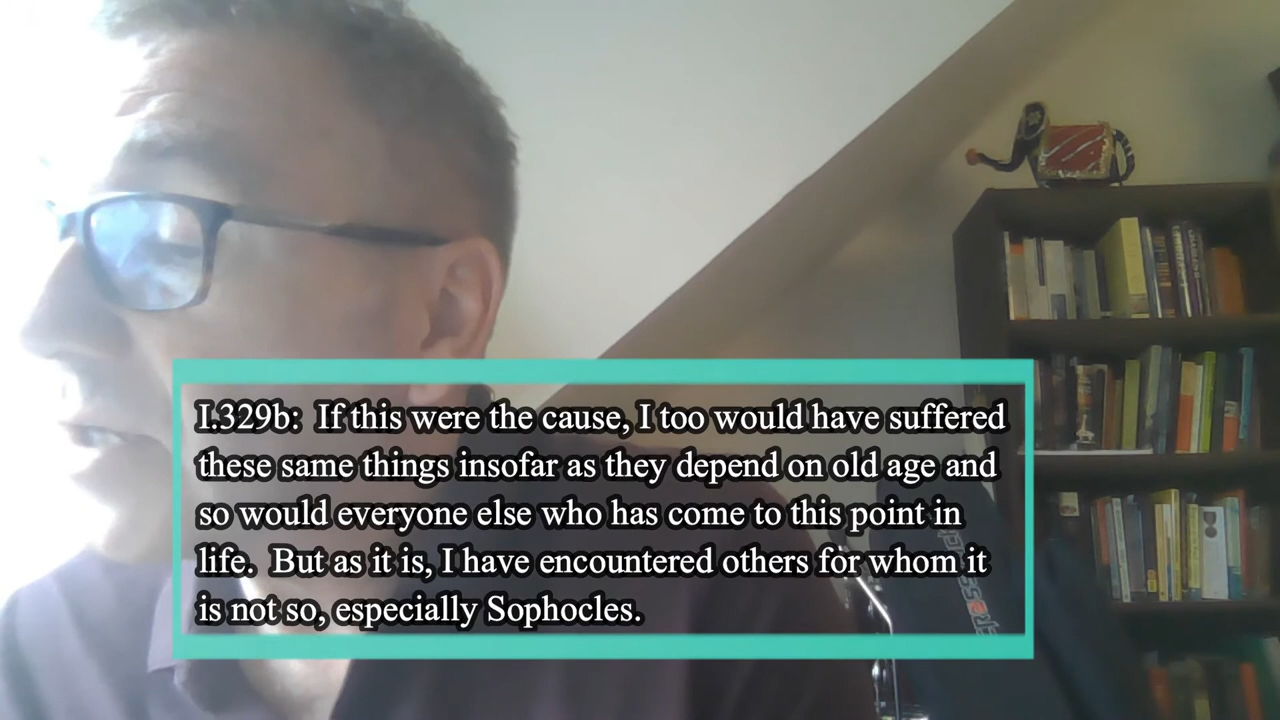 I.329b:  If this were the cause, I too would have suffered
these same things insofar as they depend on old age and
so would everyone else who has come to this point in
life.  But as it is, I have encountered others for whom it
is not so, especially Sophocles.